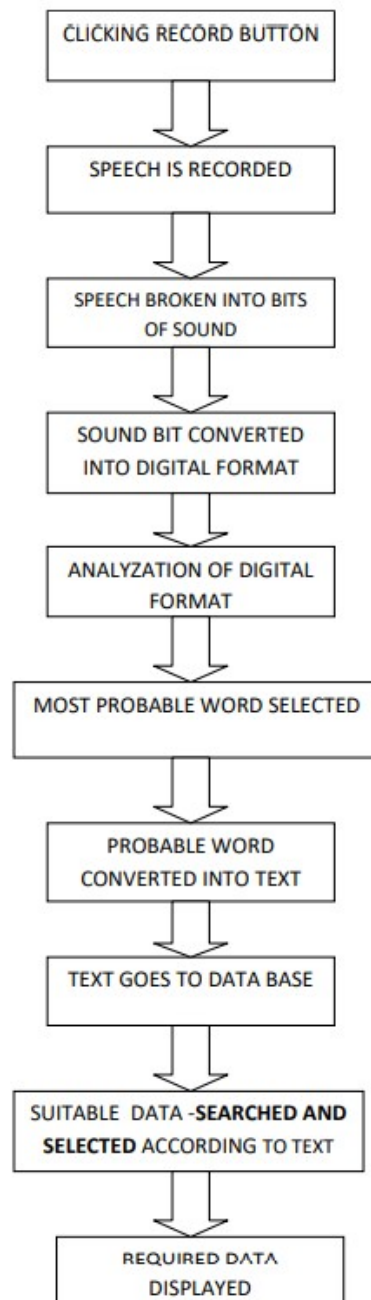 CLICKING RECORD BUTTON
SPEECH IS RECORDED
SPEECH BROKEN INTO BITS
OF SOUND
SOUND BIT CONVERTED
INTO DIGITAL FORMAT
ANALYZATION OF DIGITAL
FORMAT
MOST PROBABLE WORD SELECTED
PROBABLE WORD
CONVERTED INTO TEXT
TEXT GOES TO DATA BASE
SUITABLE DATA -SEARCHED AND
SELECTED ACCORDING TO TEXT
REQUIRED DATA
DISPLAYED